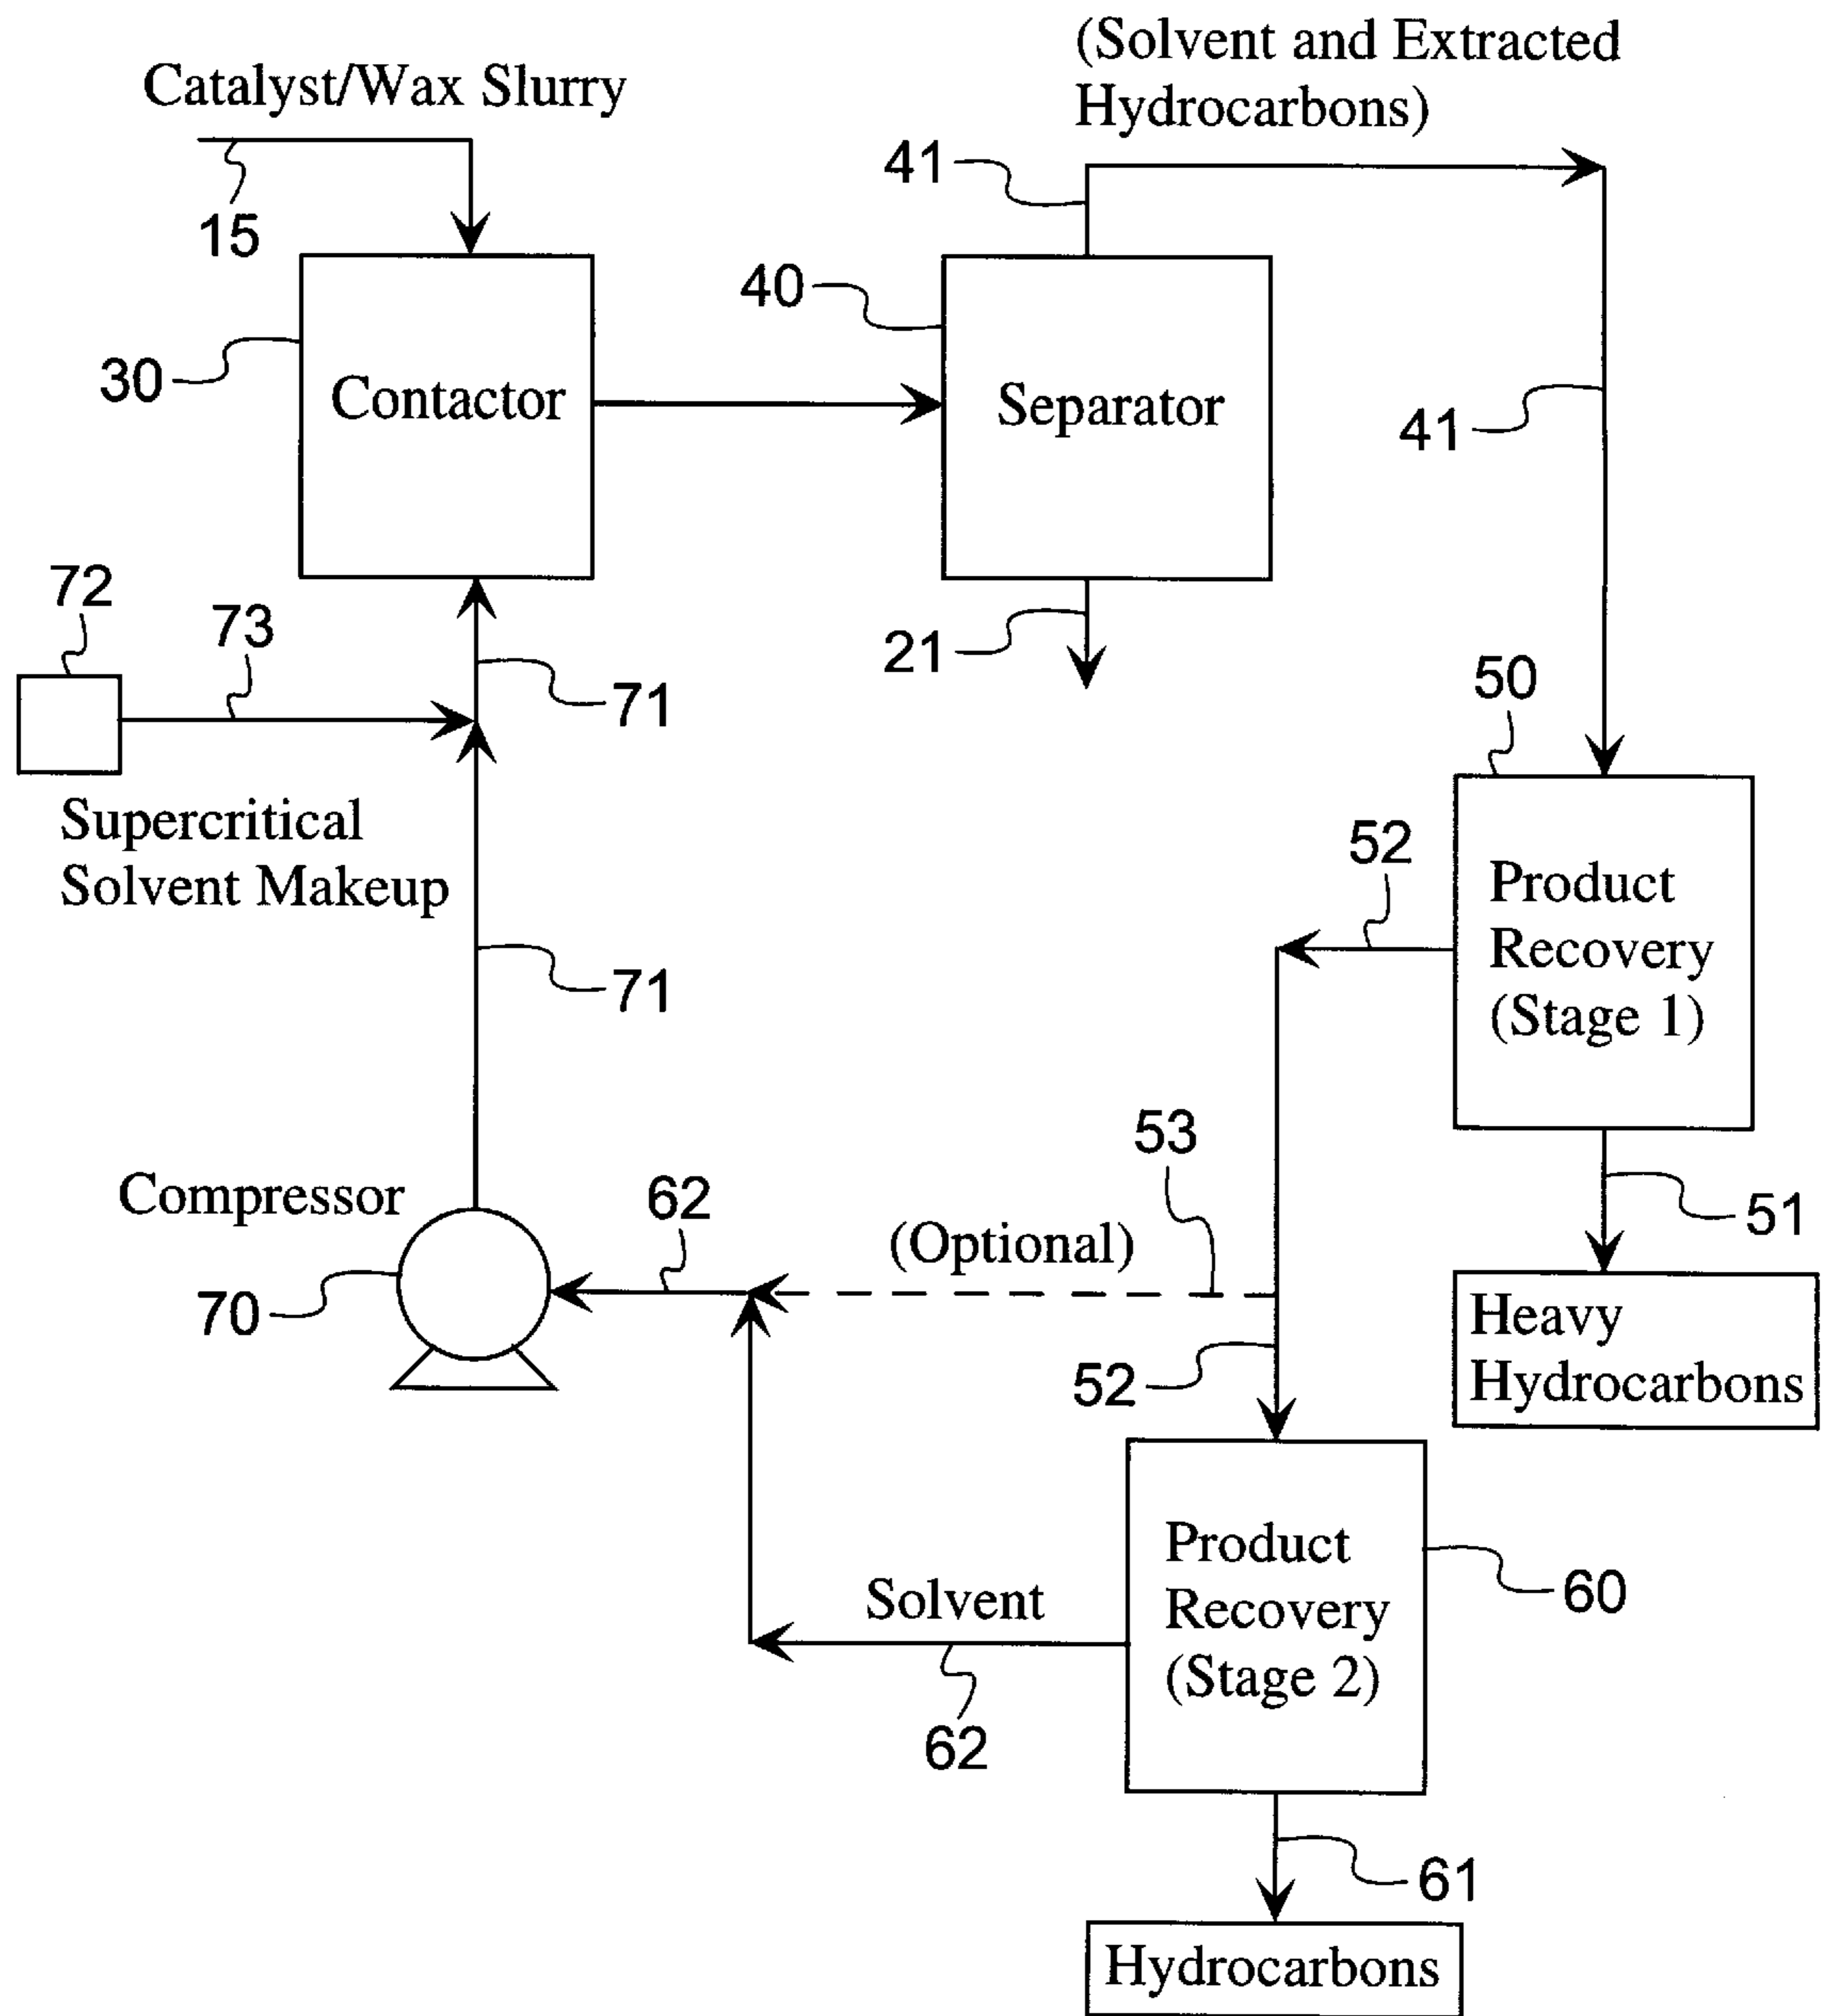 (Solvent and Extracted
Hydrocarbons)
Catalyst/Wax Slurry
41
15
40
30
Contactor
Separator
41
72
73
21
71
50
Supercritical
Solvent Makeup
52
Product
Recovery
(Stage 1)
71
53
Compressor
62
(Optional)
51
70
Heavy
Hydrocarbons
52
Product
Recovery
(Stage 2)
60
Solvent
62
61
Hydrocarbons